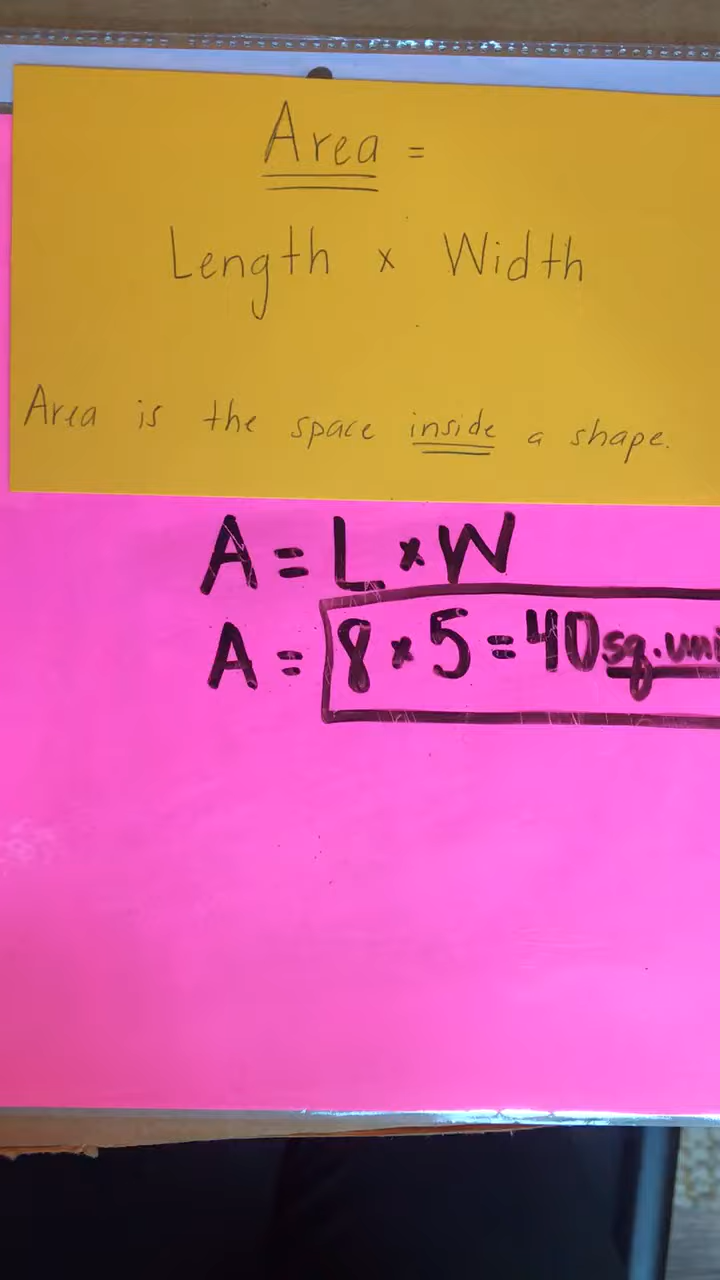 Area =
Length x Width
Area is the space inside a shape.
A = L x W
A = 8 x 5 = 40 sq.